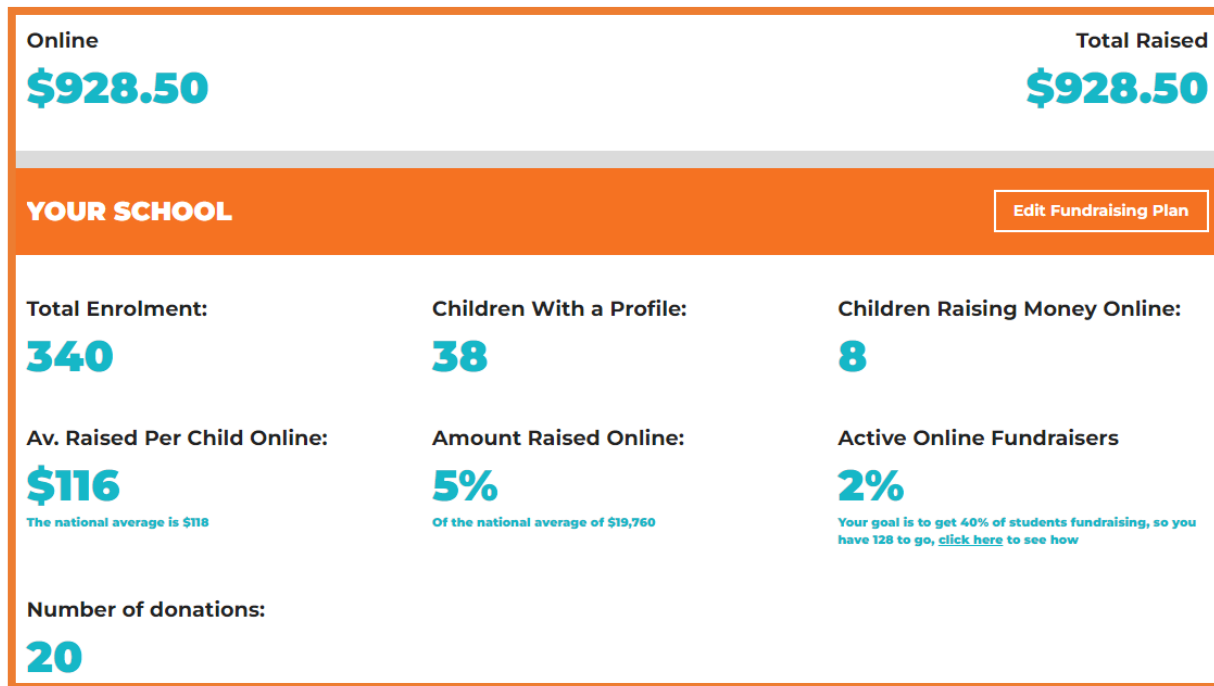 Online
Total Raised
$928.50
$928.50
YOUR SCHOOL
Edit Fundraising Plan
Total Enrolment:
Children With a Profile:
Children Raising Money Online:
340
38
8
Av. Raised Per Child Online:
Amount Raised Online:
Active Online Fundraisers
$116
5%
2%
The national average is $118
Of the national average of $19,760
Your goal is to get 40% of students fundraising, so you
have 128 to go, click here to see how
Number of donations:
20